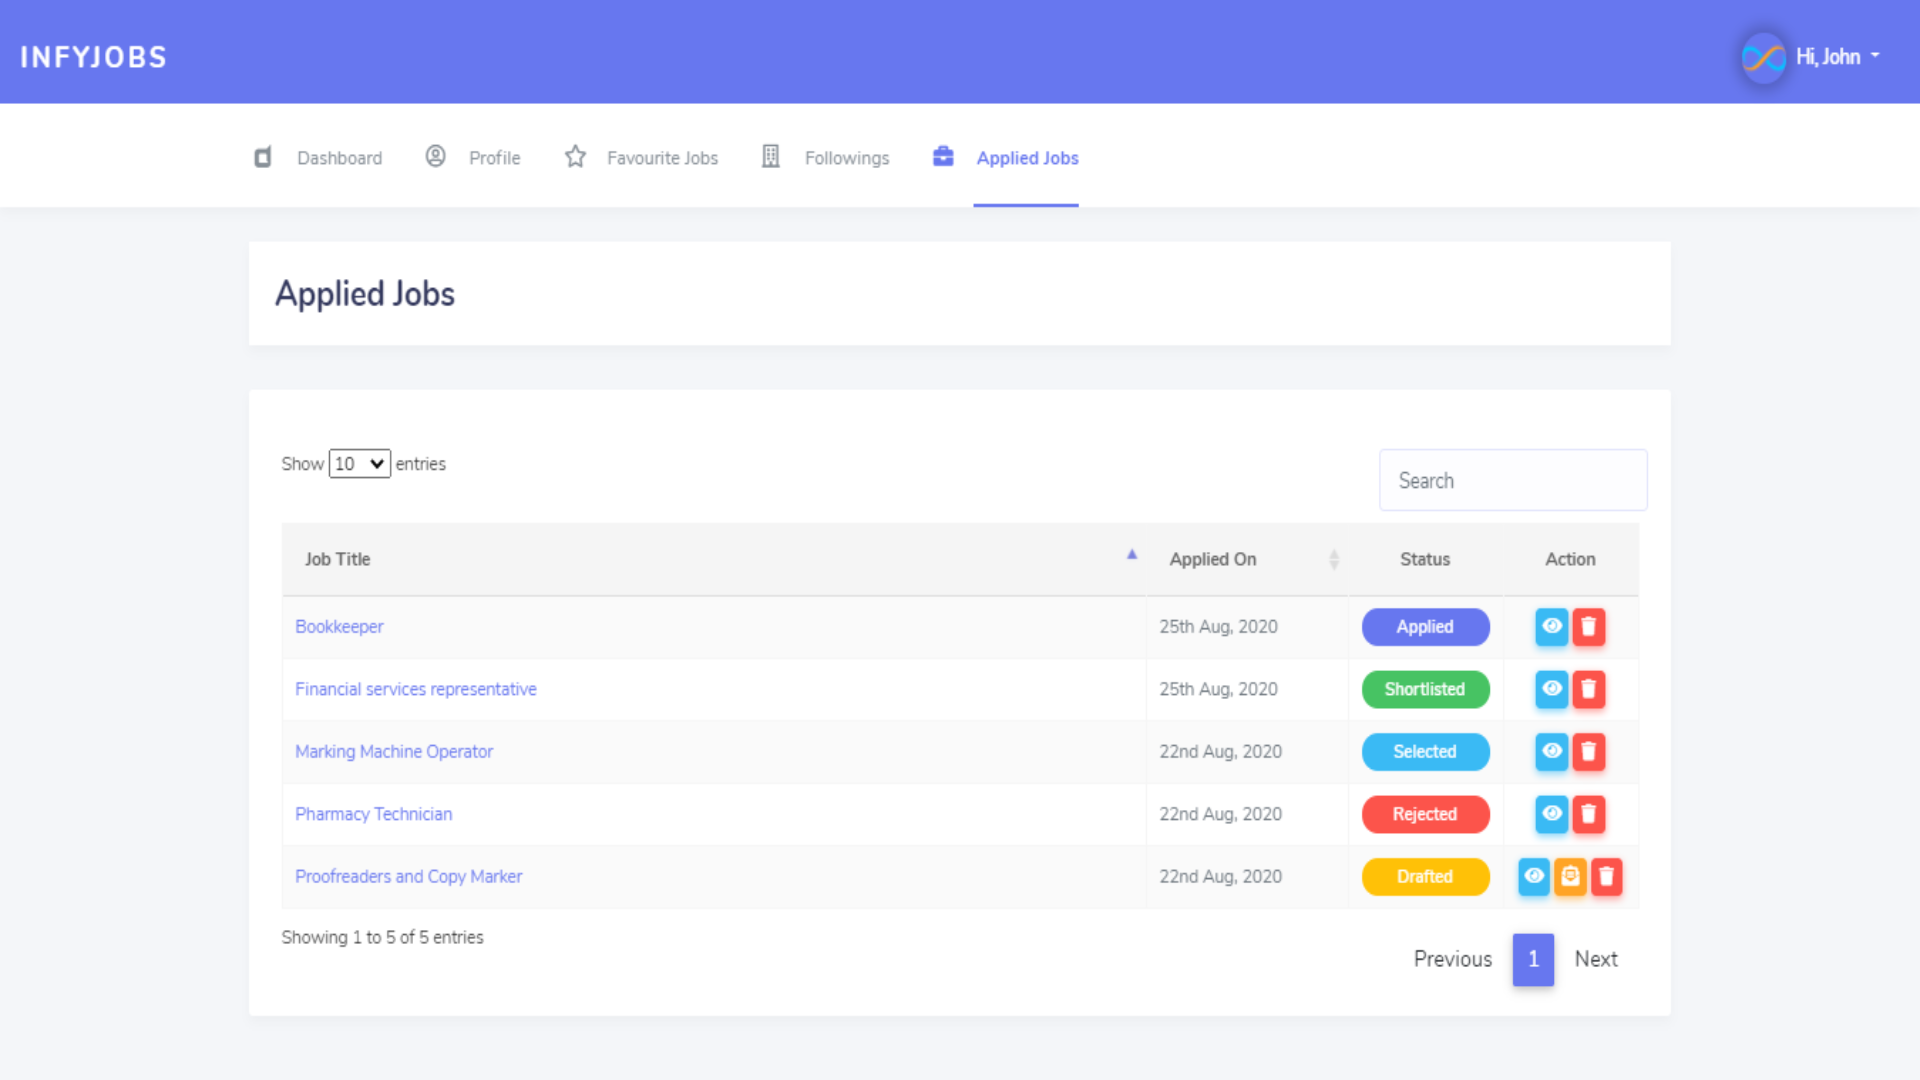 INFYJOBS
Hi, John
Dashboard Profile Favourite Jobs Followings Applied Jobs
Applied Jobs
Show 10 entries
Search
Job Title Applied On Status Action
Bookkeeper 25th Aug, 2020 Applied
Financial services representative 25th Aug, 2020 Shortlisted
Marking Machine Operator 22nd Aug, 2020 Selected
Pharmacy Technician 22nd Aug, 2020 Rejected
Proofreaders and Copy Marker 22nd Aug, 2020 Drafted
Showing 1 to 5 of 5 entries
Previous 1 Next